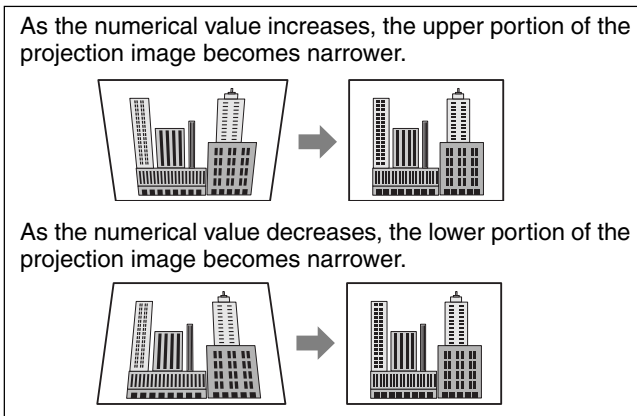 As the numerical value increases, the upper portion of the
projection image becomes narrower.
As the numerical value decreases, the lower portion of the
projection image becomes narrower.